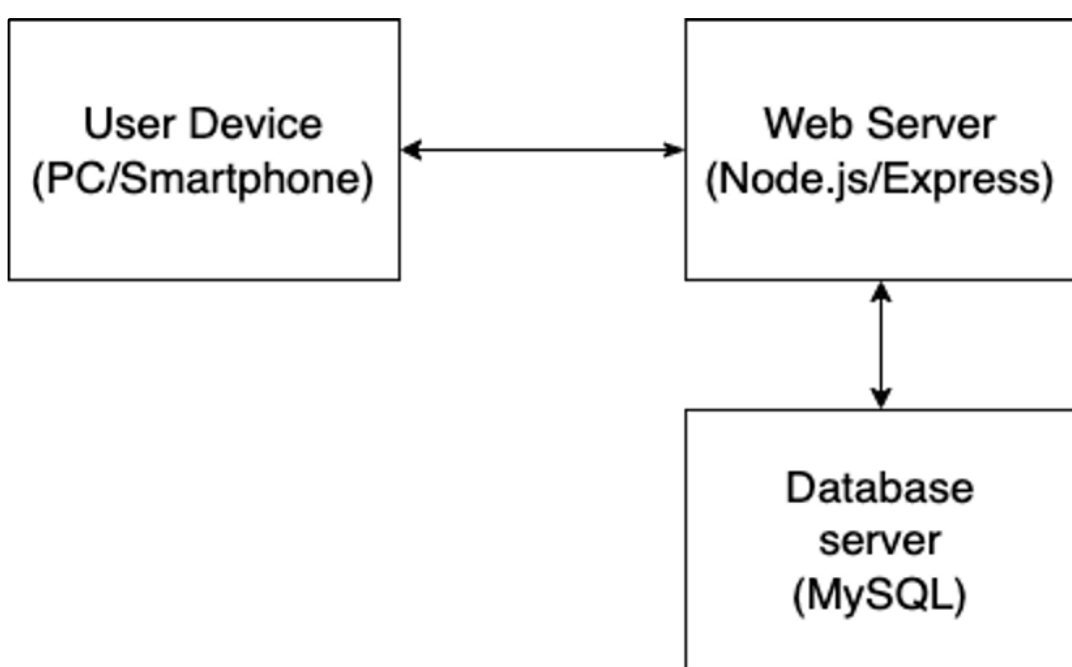 User Device
(PC/Smartphone)
Web Server
(Node.js/Express)
Database
server
(MySQL)